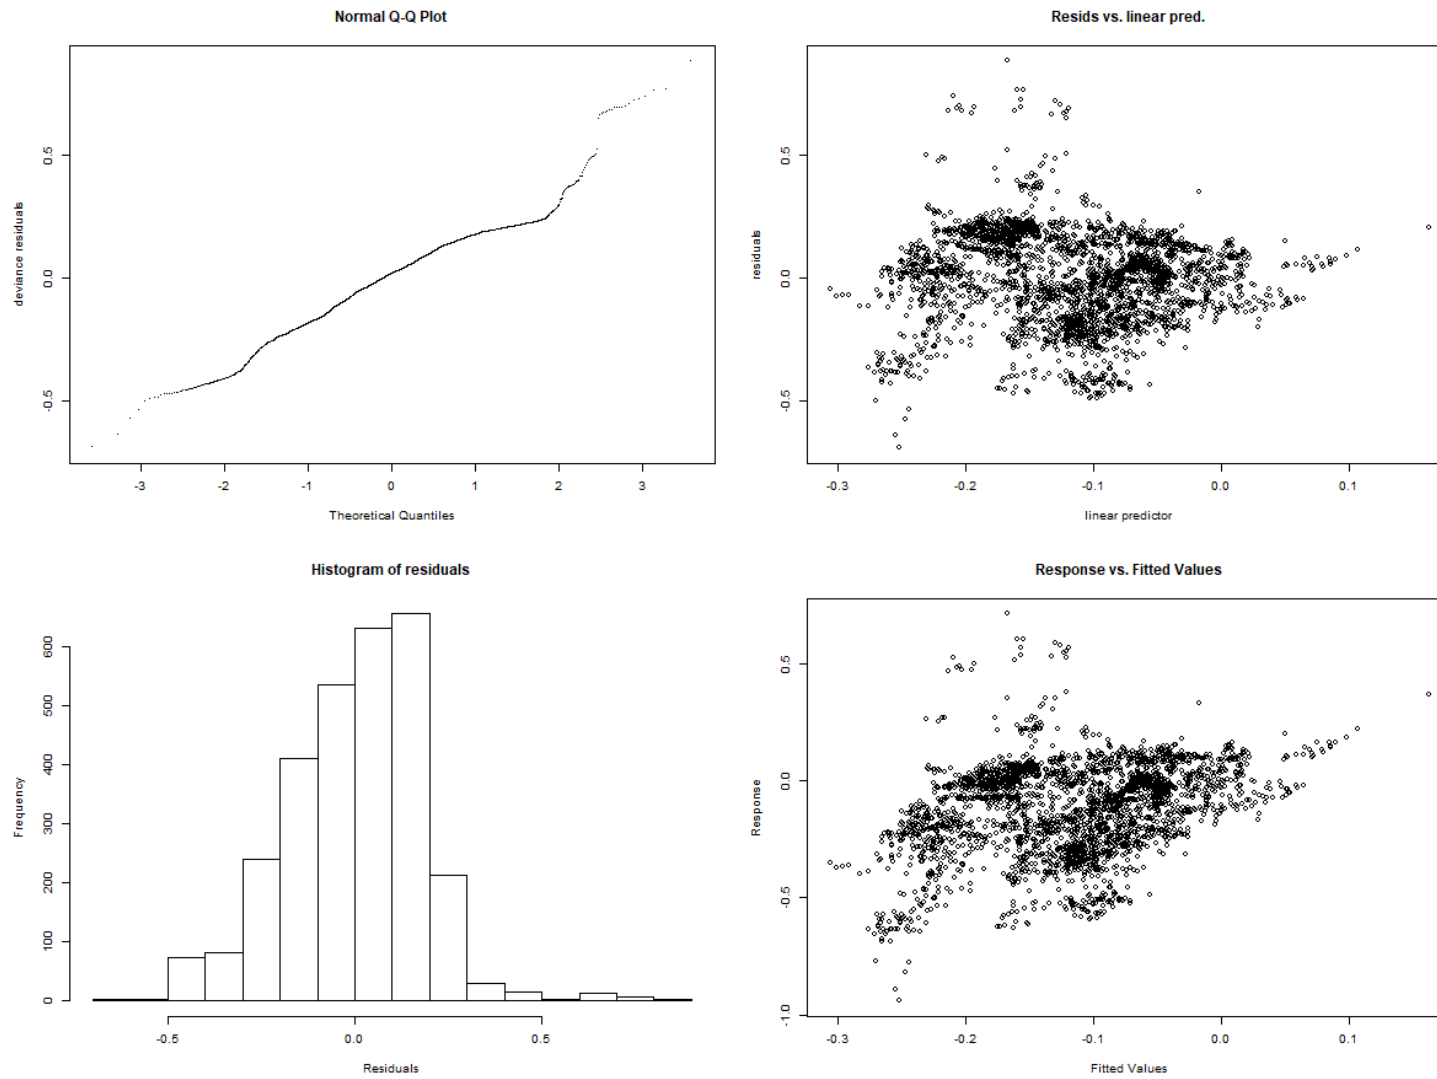 Normal Q-Q Plot
deviance residuals
-0.5 0.0 0.5
-3 -2 -1 0 1 2 3
Theoretical Quantiles
Resids vs. linear pred.
residuals
-0.5 0.0 0.5
-0.3 -0.2 -0.1 0.0 0.1
linear predictor
Histogram of residuals
Frequency
0 100 200 300 400 500 600
-0.5 0.0 0.5
Residuals
Response vs. Fitted Values
Response
-1.0 -0.5 0.0 0.5
-0.3 -0.2 -0.1 0.0 0.1
Fitted Values